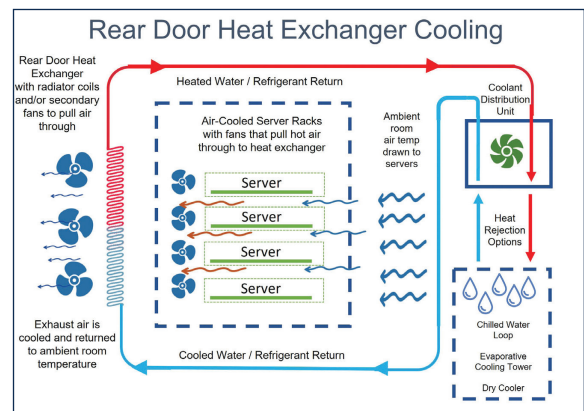 Rear Door Heat Exchanger Cooling
Rear Door Heat
Exchanger
with radiator coils
and/or secondary
fans to pull air
through
Heated Water / Refrigerant Return
Air-Cooled Server Racks
with fans that pull hot air
through to heat exchanger
Server
Server
Server
Server
Ambient
room
air temp
drawn to
servers
Coolant
Distribution
Unit
Heat
Rejection
Options
Chilled Water
Loop
Evaporative
Cooling Tower
Dry Cooler
Exhaust air is
cooled and returned
to ambient room
temperature
Cooled Water / Refrigerant Return